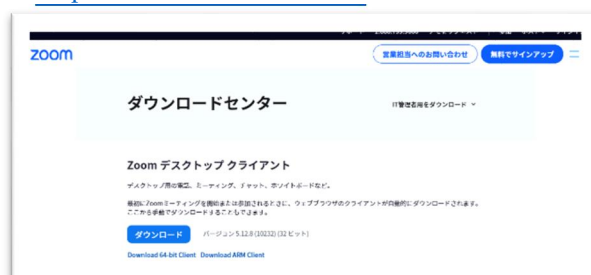 zoom
営業担当へのお問い合わせ
無料でサインアップ
ダウンロードセンター
IT管理者用をダウンロード
Zoom デスクトップ クライアント
デスクトップ用の電話、ミーティング、チャット、ホワイトボードなど。
最初にZoomミーティングを開始または参加されるときに、ウェブブラウザのクライアントが自動的にダウンロードされます。
ここから手動でダウンロードすることもできます。
ダウンロード
バージョン 5.12.8 (10232) (32 ビット)
Download 64-bit Client Download ARM Client